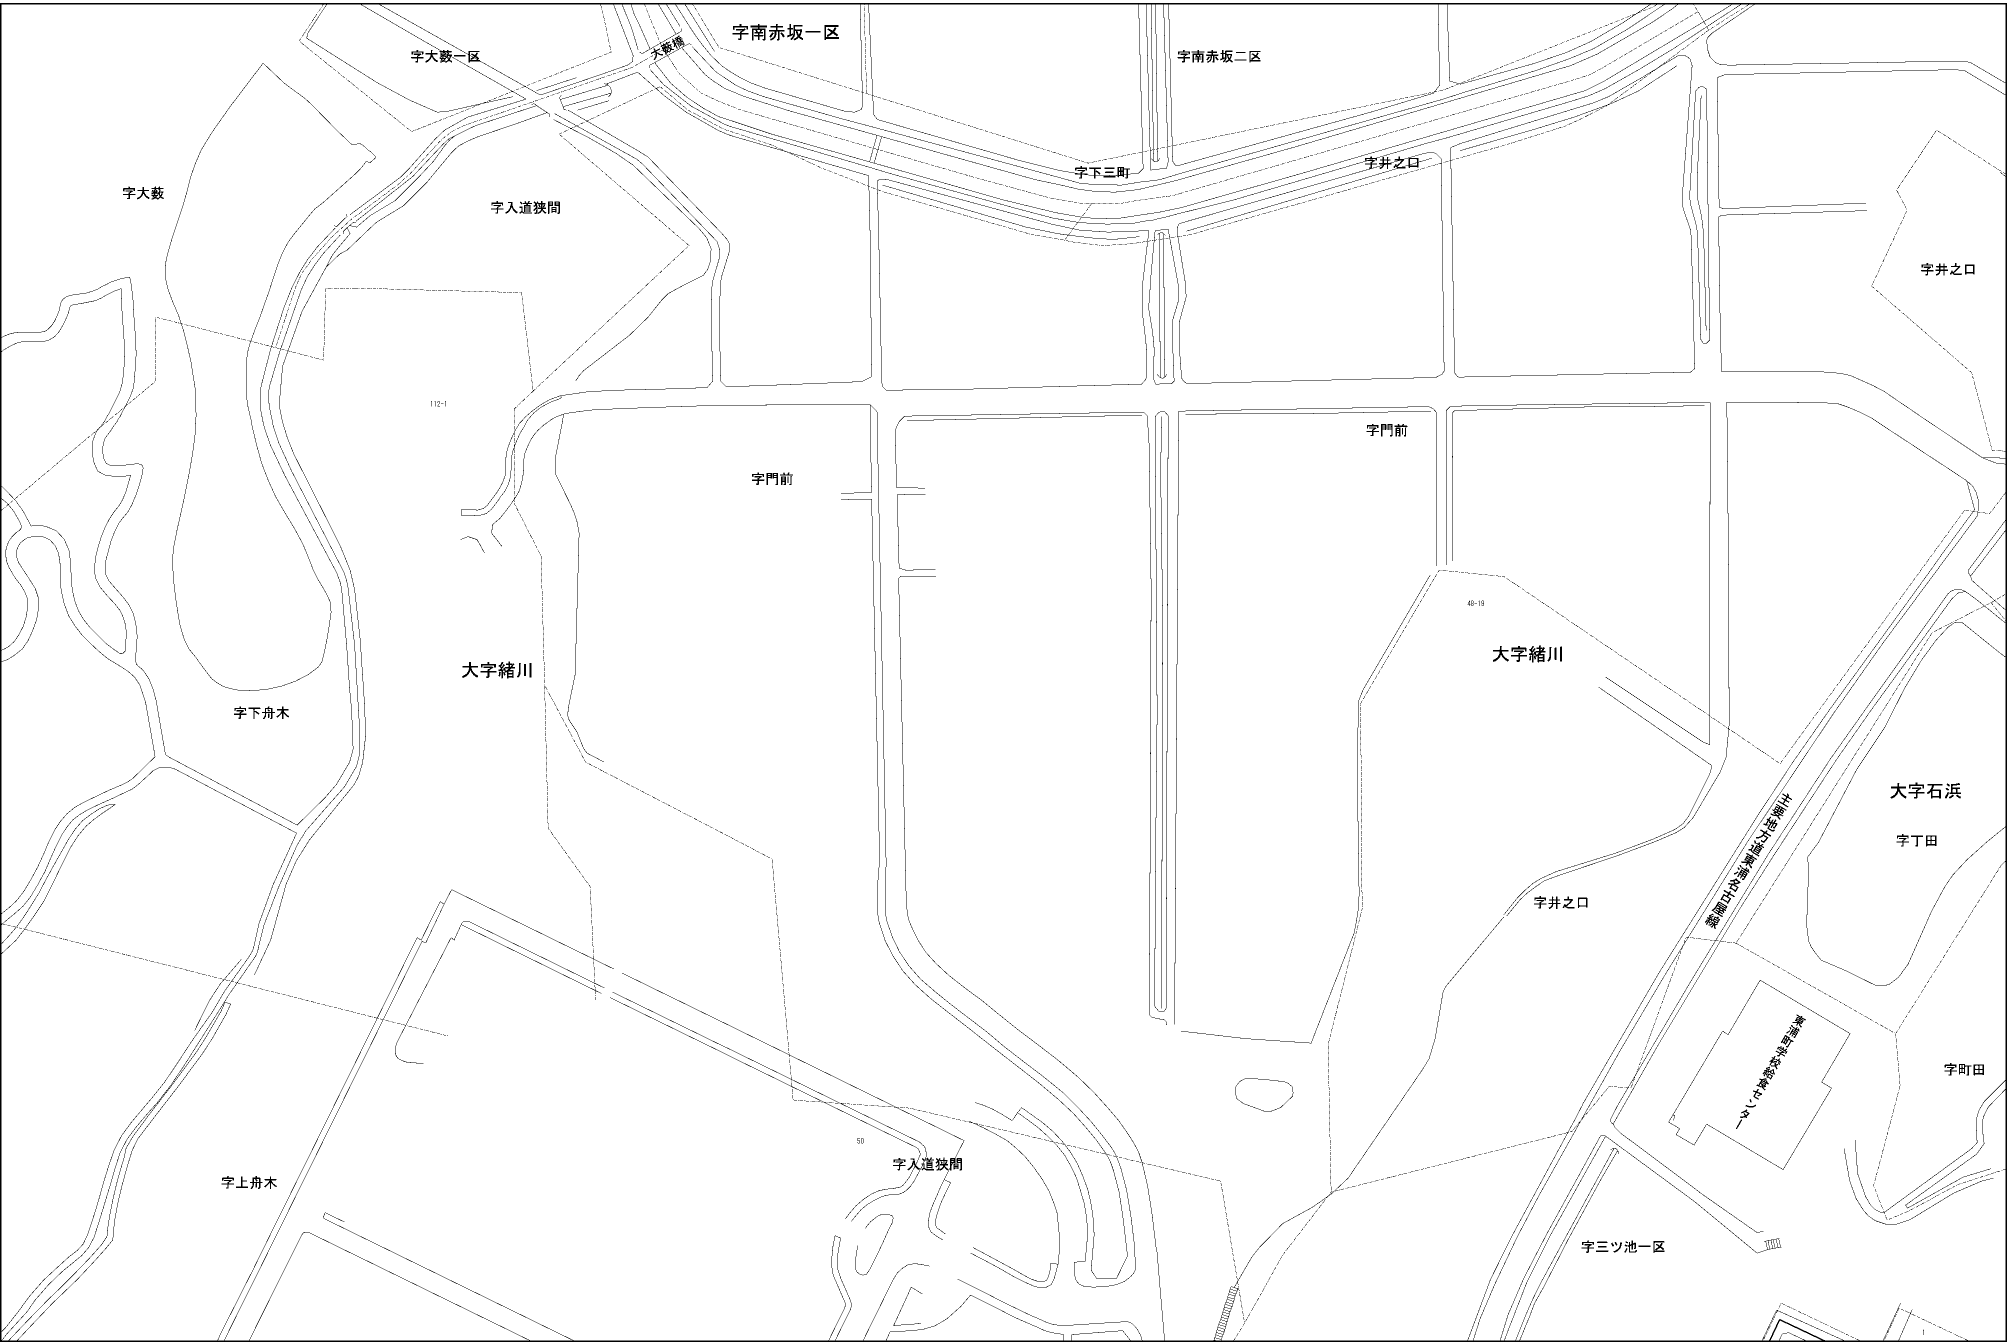 字南赤坂一区
大藪橋
字大薮一区
字南赤坂二区
字井之口
字下三町
字大薮
字入道狭間
字井之口
112-1
字門前
字門前
48-19
大字緒川
大字緒川
字下舟木
大字石浜
主要地方道東浦名古屋線
字丁田
字井之口
東浦町学校給食センター
字町田
50
字入道狭間
字上舟木
字三ツ池一区
1